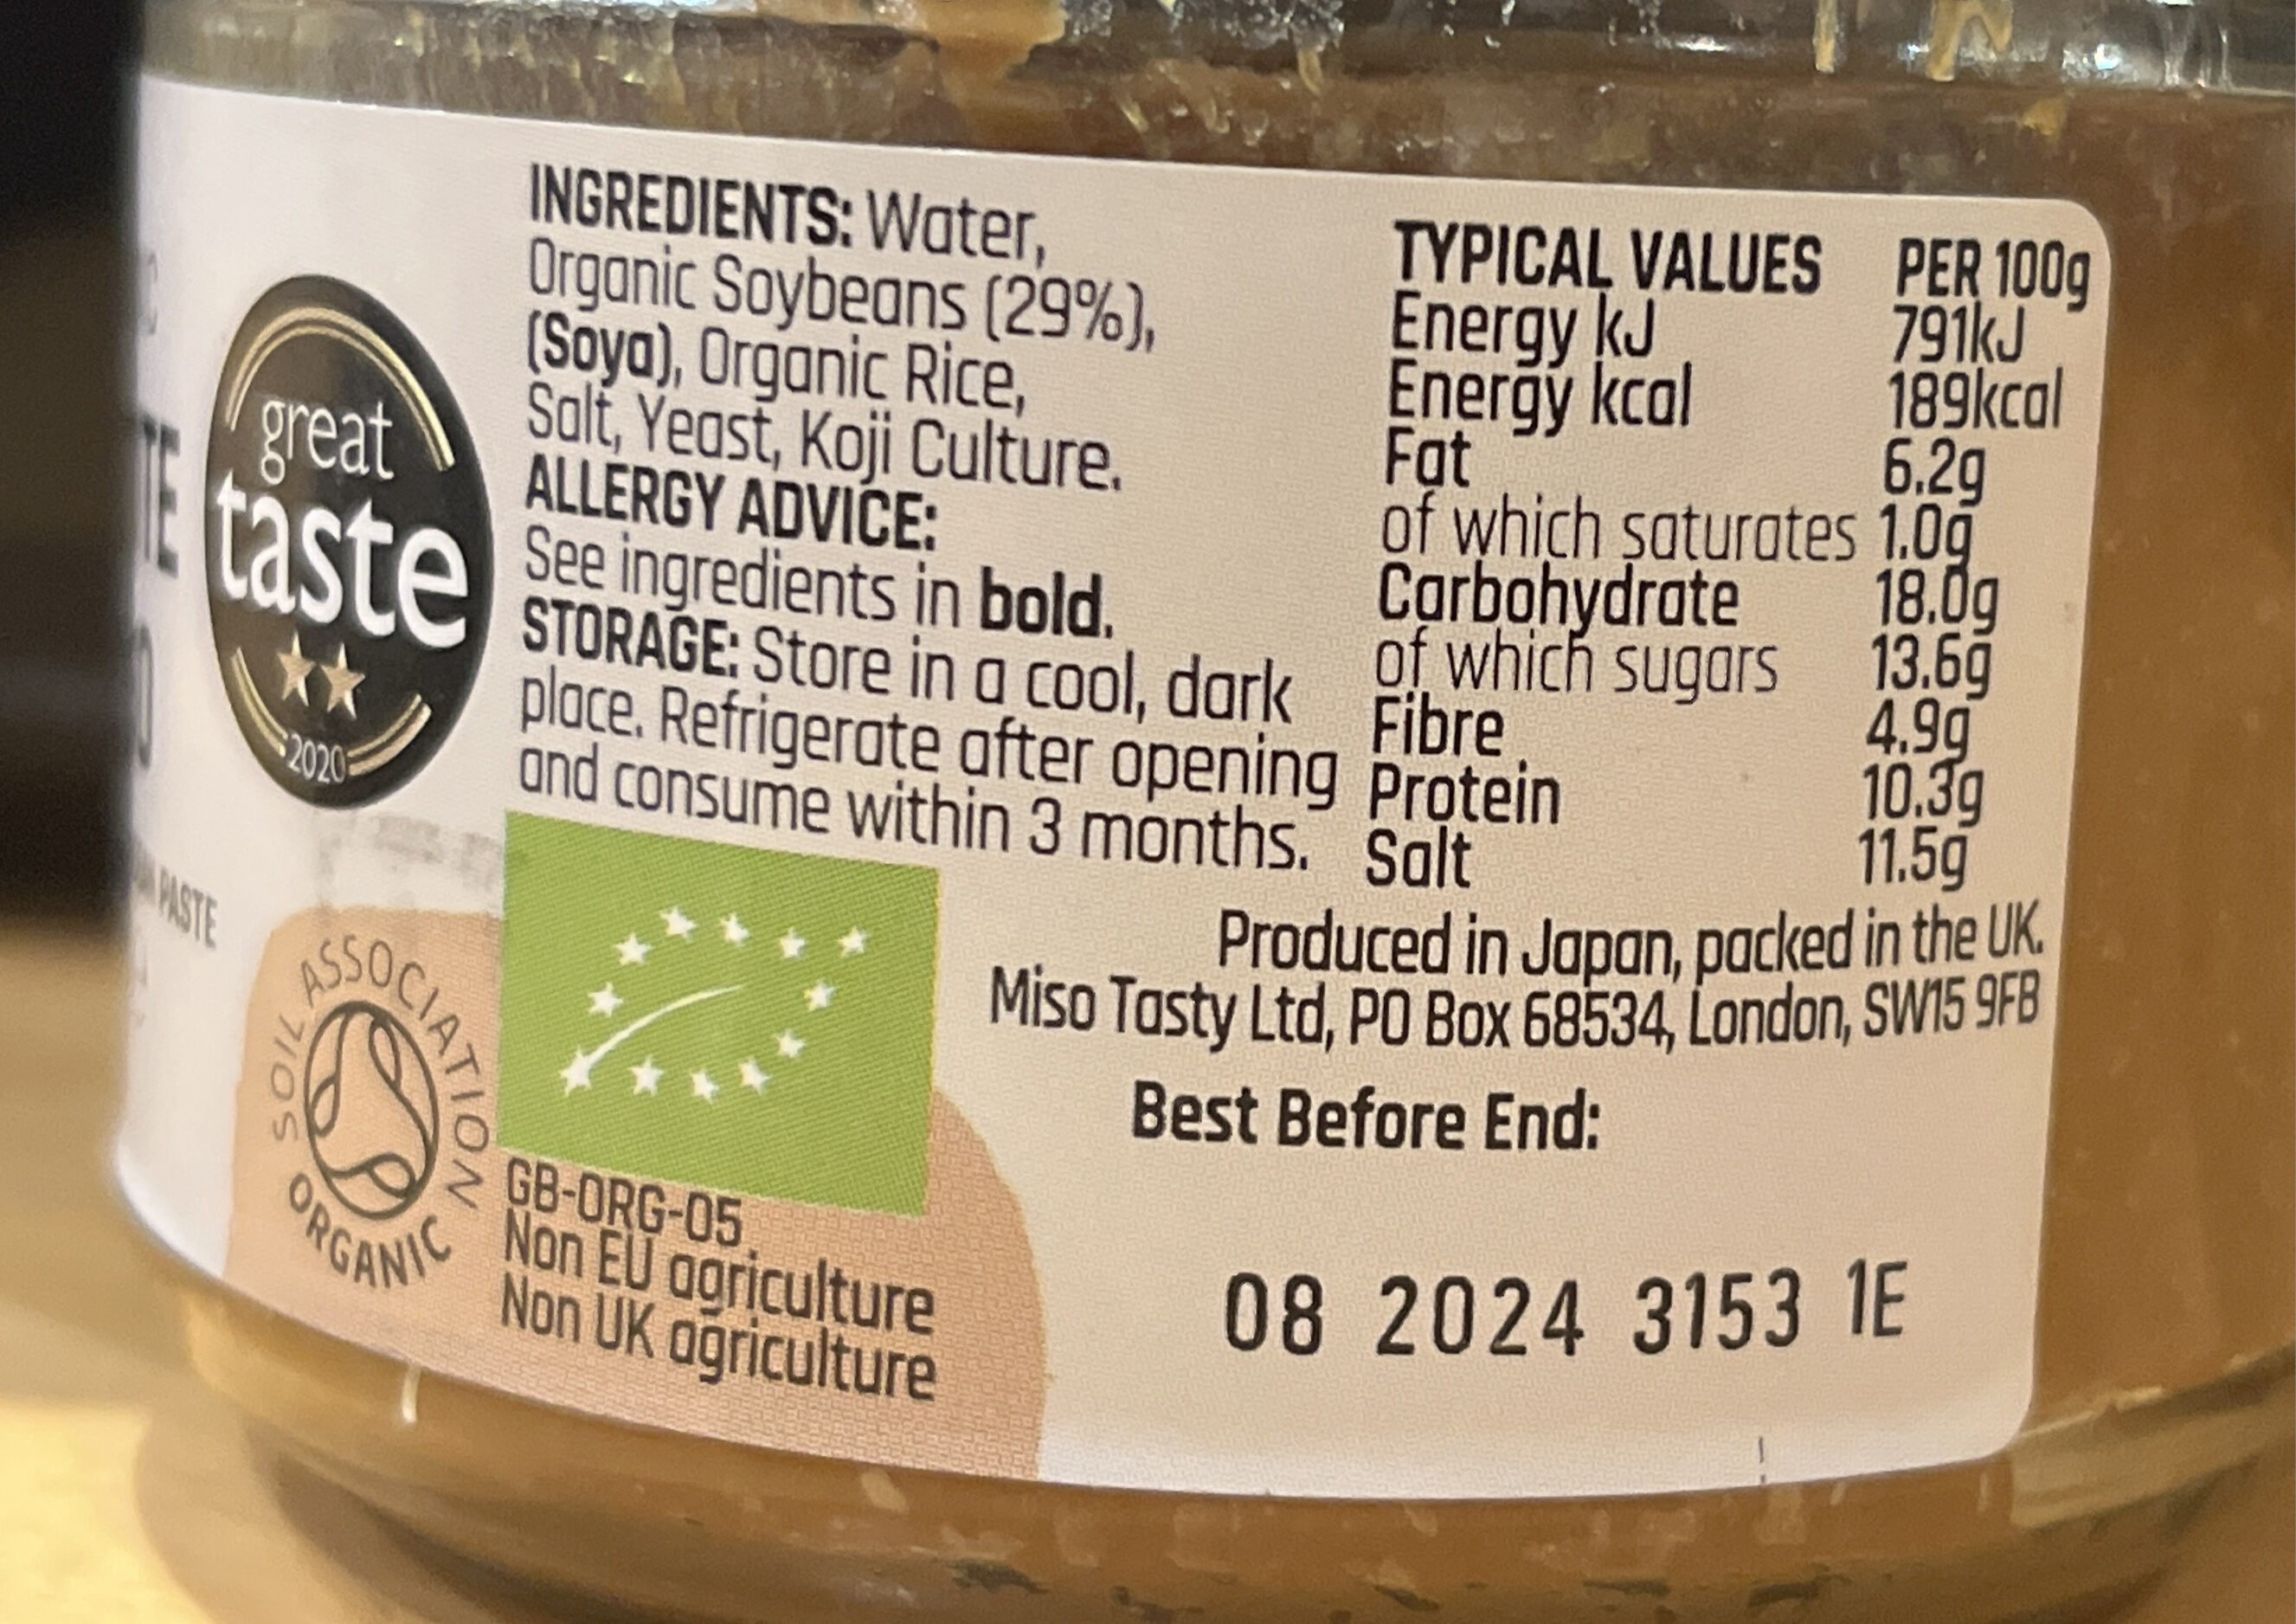 TE
PASTE
great
taste
2020
SOIL ASSOCIATION
ORGANIC
INGREDIENTS: Water,
Organic Soybeans (29%),
(Soya), Organic Rice,
Salt, Yeast, Koji Culture.
ALLERGY ADVICE:
See ingredients in bold.
STORAGE: Store in a cool, dark
place. Refrigerate after opening
and consume within 3 months.
GB-ORG-05
Non EU agriculture
Non UK agriculture
TYPICAL VALUES PER 100g
Energy kJ 791kJ
Energy kcal 189kcal
Fat 6.2g
of which saturates 1.0g
Carbohydrate 18.0g
of which sugars 13.6g
Fibre 4.9g
Protein 10.3g
Salt 11.5g
Produced in Japan, packed in the UK.
Miso Tasty Ltd, PO Box 68534, London, SW15 9FB
Best Before End:
08 2024 3153 1E